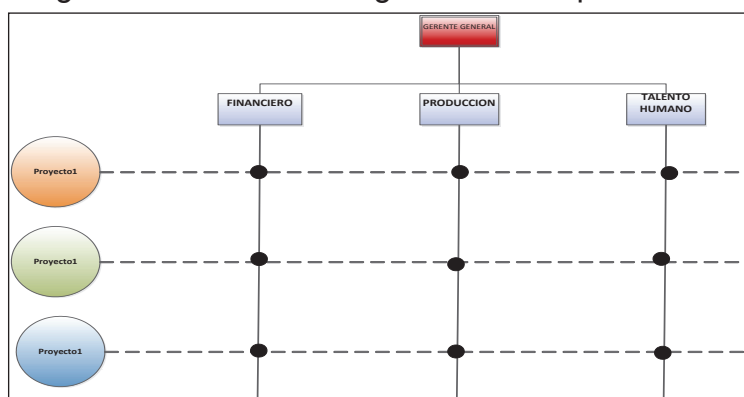 GERENTE GENERAL
FINANCIERO
PRODUCCION
TALENTO
HUMANO
Proyecto1
Proyecto1
Proyecto1